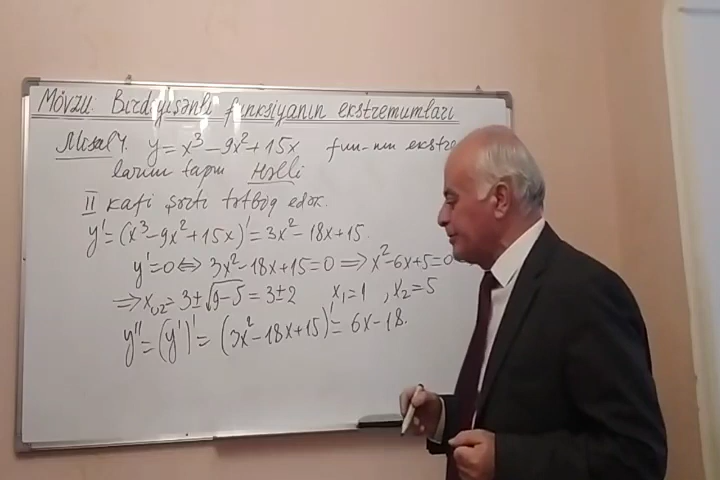 Mövzu. Birdəyişənli funksiyanın ekstremumları
Misal 1. y = x³ − 9x² + 15x fun-nın ekstre
larını tapın Həlli
II kafi şərti tətbiq edək.
y' = (x³ − 9x² + 15x)' = 3x² − 18x + 15.
y' = 0 ⇔ 3x² − 18x + 15 = 0 ⇒ x² − 6x + 5 = 0
⇒ x₁,₂ = 3 ± √9−5 = 3 ± 2 x₁ = 1 , x₂ = 5
y'' = (y')' = (3x² − 18x + 15)' = 6x − 18.